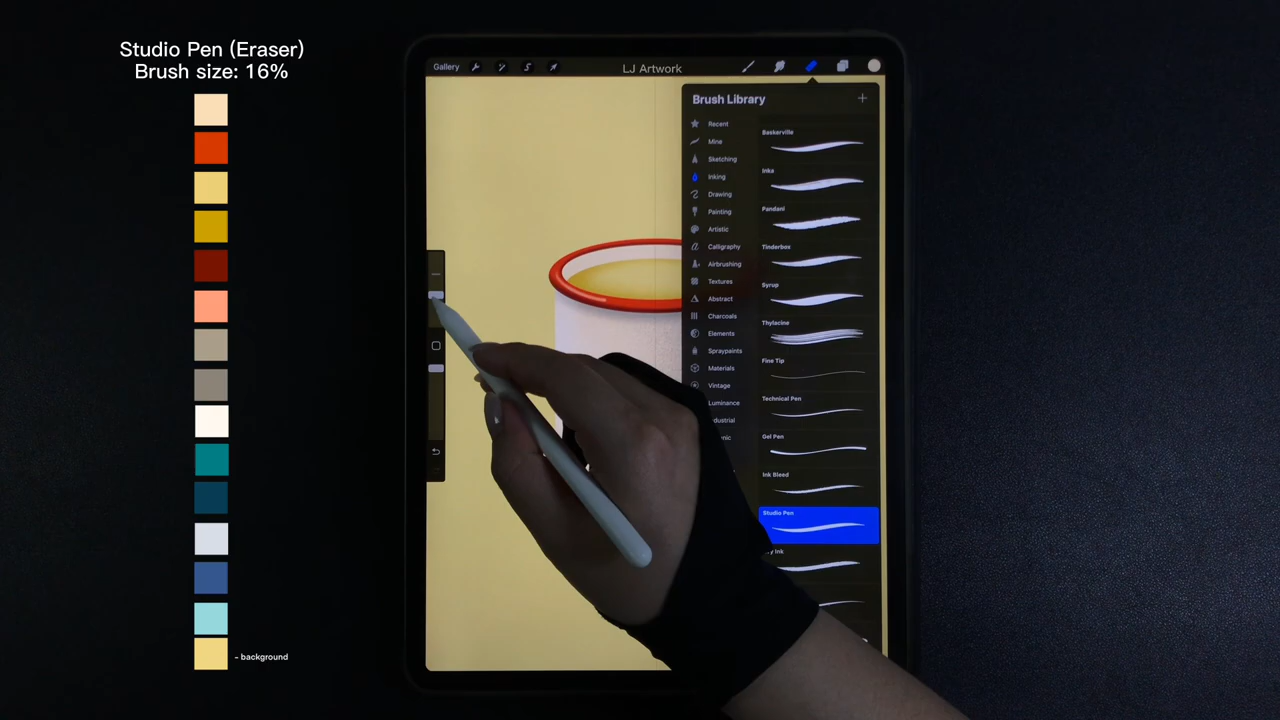 Studio Pen (Eraser)
Brush size: 16%
- background
Gallery
LJ Artwork
Brush Library
Recent
Mine
Sketching
Inking
Drawing
Painting
Artistic
Calligraphy
Airbrushing
Textures
Abstract
Charcoals
Elements
Spraypaints
Materials
Vintage
Luminance
Baskerville
Inka
Pandani
Tinderbox
Syrup
Thylacine
Fine Tip
Technical Pen
Gel Pen
Ink Bleed
Studio Pen
Ink